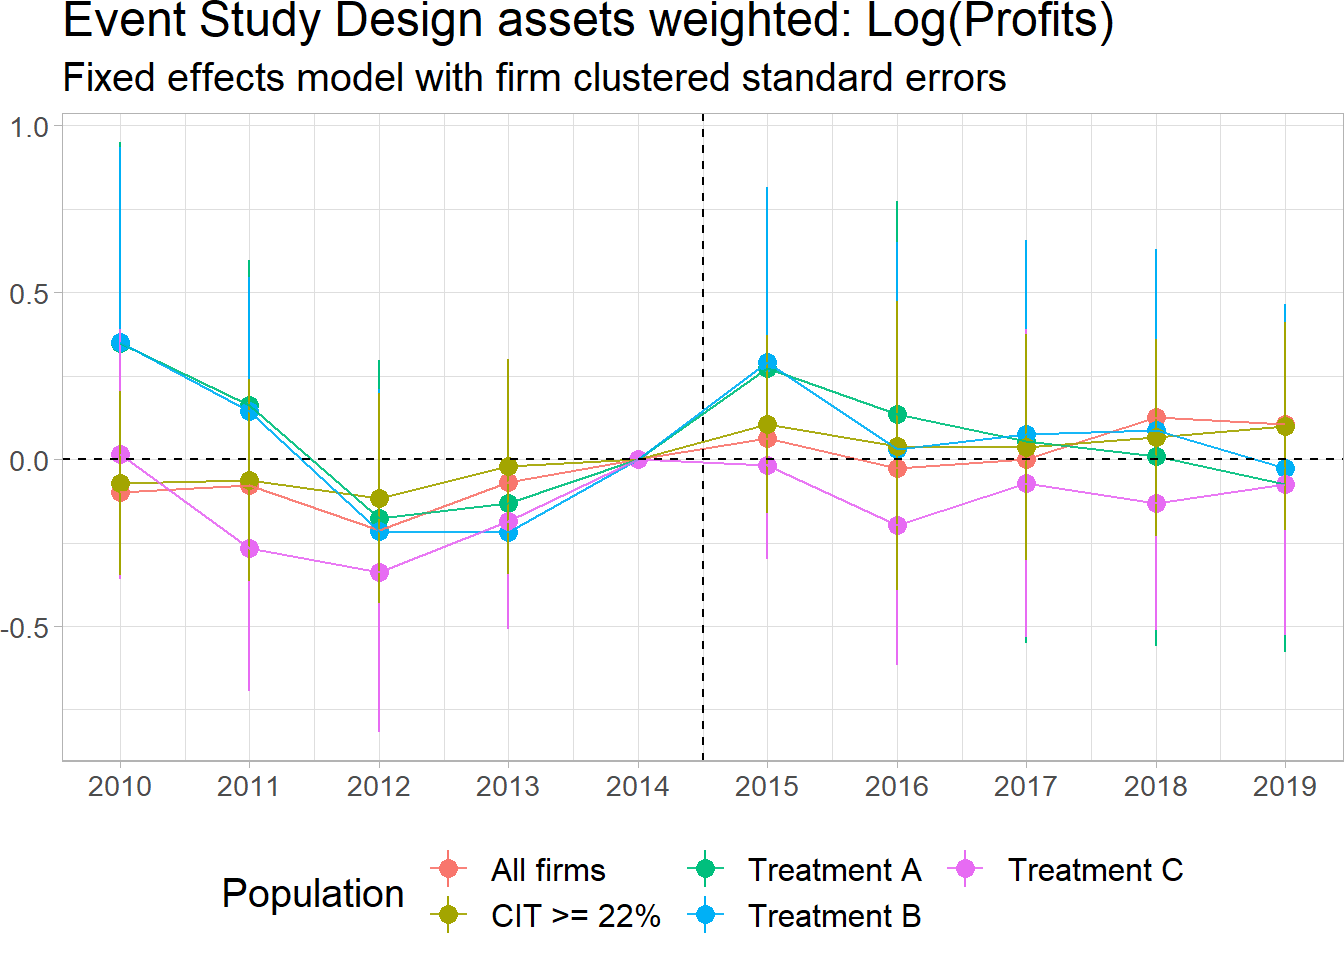 Event Study Design assets weighted: Log(Profits)
Fixed effects model with firm clustered standard errors
1.0
0.5
0.0
-0.5
2010 2011 2012 2013 2014 2015 2016 2017 2018 2019
Population
All firms Treatment A Treatment C
CIT >= 22% Treatment B